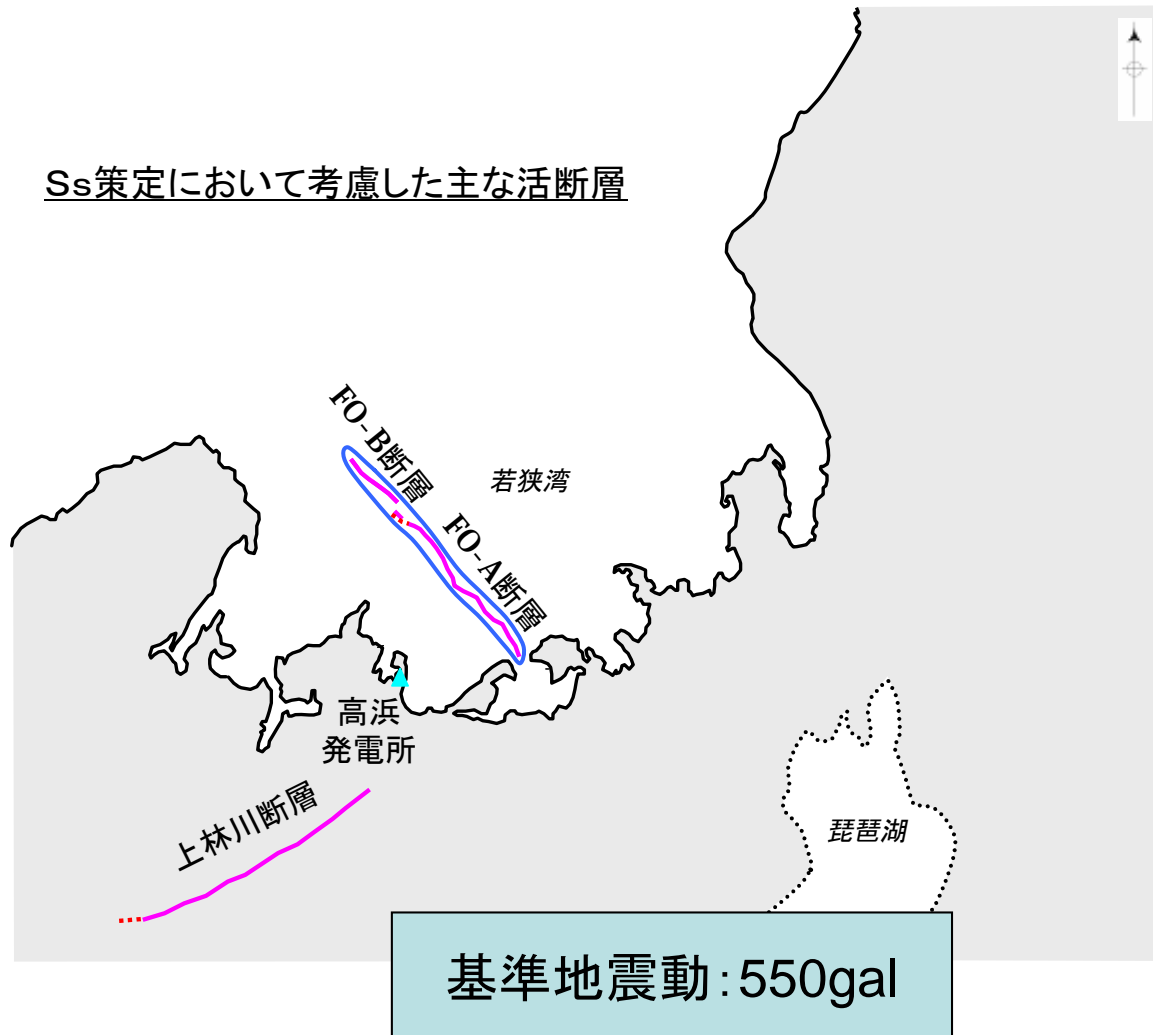 Ss策定において考慮した主な活断層
FO-B断層
若狭湾
FO-A断層
高浜
発電所
上林川断層
琵琶湖
基準地震動：550gal